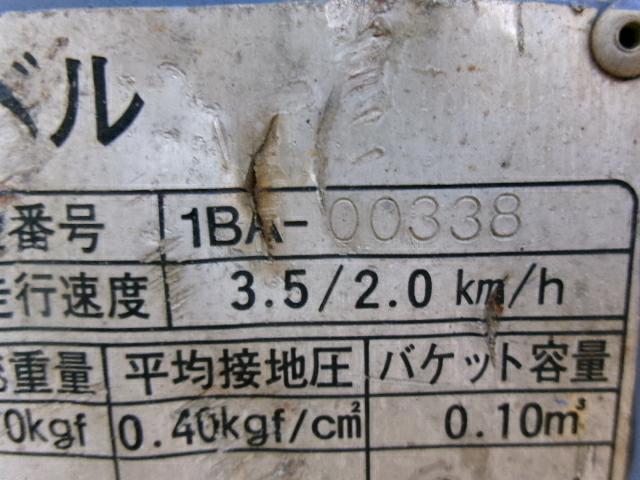 ベル
番号 1BA-00338
走行速度 3.5/2.0 km/h
重量 平均接地圧 バケット容量
0kgf 0.40kgf/cm² 0.10m³